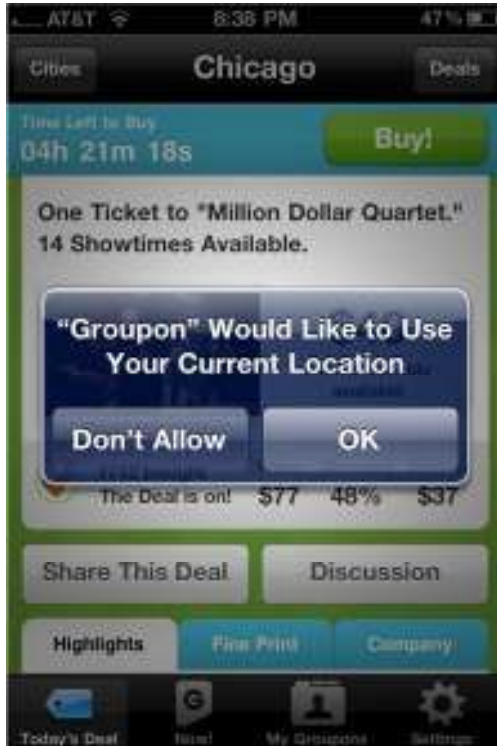 AT&T 8:38 PM 47%
Cities Chicago Deals
Time Left to Buy
04h 21m 18s
Buy!
One Ticket to "Million Dollar Quartet."
14 Showtimes Available.
“Groupon” Would Like to Use
Your Current Location
Don't Allow OK
The Deal is on! $77 48% $37
Share This Deal Discussion
Highlights Fine Print Company
G
Today's Deal Now! My Groupons Settings